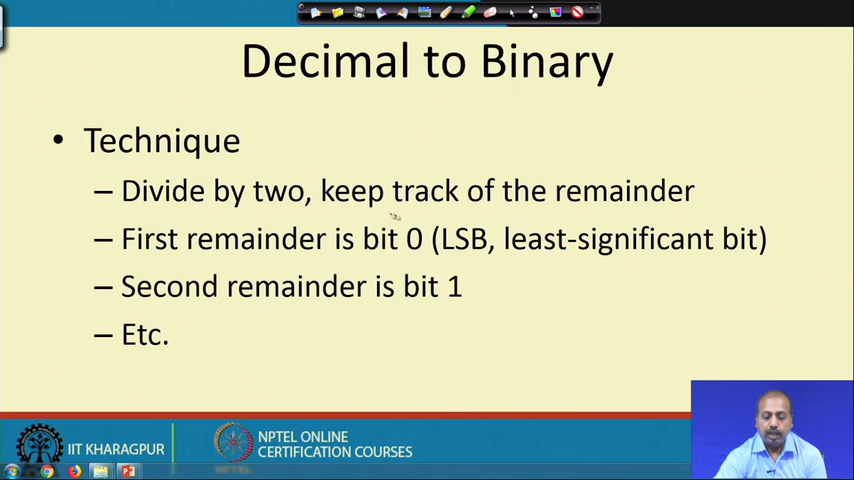 Decimal to Binary
• Technique
– Divide by two, keep track of the remainder
– First remainder is bit 0 (LSB, least-significant bit)
– Second remainder is bit 1
– Etc.
IIT KHARAGPUR
NPTEL ONLINE
CERTIFICATION COURSES
NPTEL